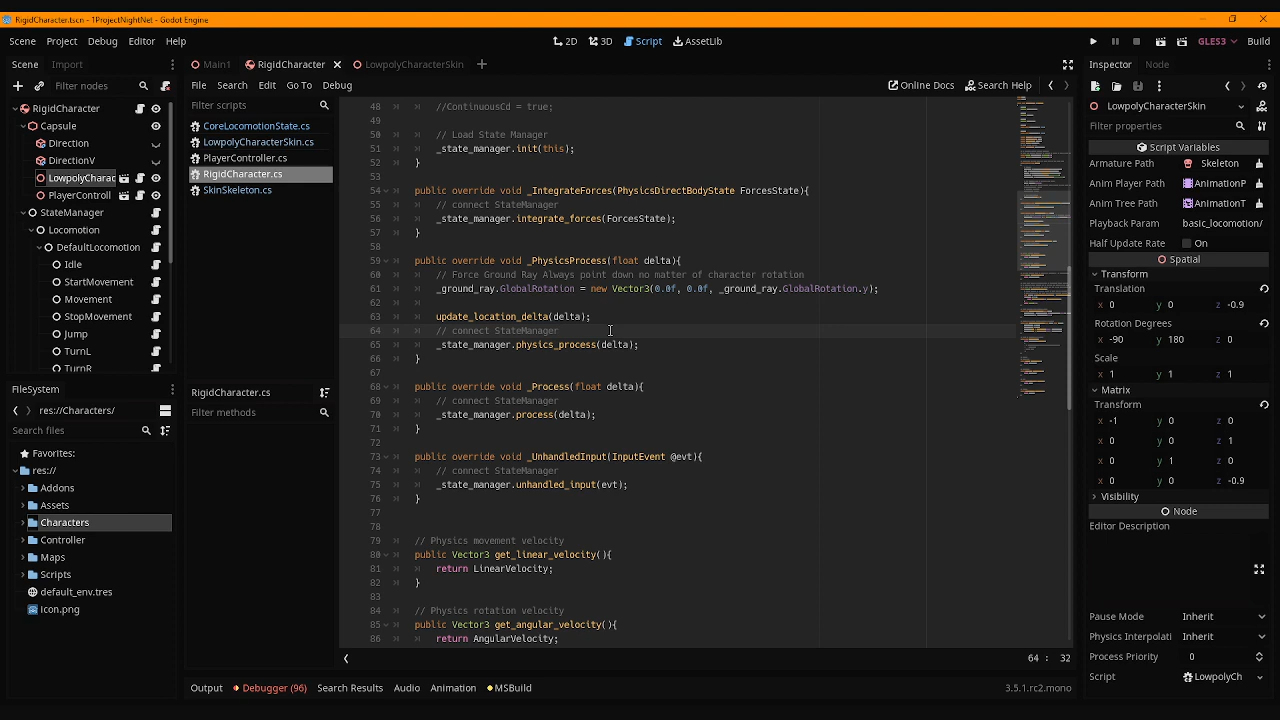 RigidCharacter.tscn - 1ProjectNightNet - Godot Engine
Scene Project Debug Editor Help
2D 3D Script AssetLib
GLES3 Build
Scene Import
Filter nodes
RigidCharacter
Capsule
Direction
DirectionV
LowpolyCharac
PlayerControll
StateManager
Locomotion
DefaultLocomotion
Idle
StartMovement
Movement
StopMovement
Jump
TurnL
TurnR
FileSystem
res://Characters/
Search files
Favorites:
res://
Addons
Assets
Characters
Controller
Maps
Scripts
default_env.tres
icon.png
Main1 RigidCharacter LowpolyCharacterSkin
File Search Edit Go To Debug
Online Docs Search Help
Filter scripts
CoreLocomotionState.cs
LowpolyCharacterSkin.cs
PlayerController.cs
RigidCharacter.cs
SkinSkeleton.cs
RigidCharacter.cs
Filter methods
48 //ContinuousCd = true;
49
50 // Load State Manager
51 _state_manager.init(this);
52 }
53
54 public override void _IntegrateForces(PhysicsDirectBodyState ForcesState){
55 // connect StateManager
56 _state_manager.integrate_forces(ForcesState);
57 }
58
59 public override void _PhysicsProcess(float delta){
60 // Force Ground Ray Always point down no matter of character rotation
61 _ground_ray.GlobalRotation = new Vector3(0.0f, 0.0f, _ground_ray.GlobalRotation.y);
62
63 update_location_delta(delta);
64 // connect StateManager
65 _state_manager.physics_process(delta);
66 }
67
68 public override void _Process(float delta){
69 // connect StateManager
70 _state_manager.process(delta);
71 }
72
73 public override void _UnhandledInput(InputEvent @evt){
74 // connect StateManager
75 _state_manager.unhandled_input(evt);
76 }
77
78
79 // Physics movement velocity
80 public Vector3 get_linear_velocity(){
81 return LinearVelocity;
82 }
83
84 // Physics rotation velocity
85 public Vector3 get_angular_velocity(){
86 return AngularVelocity;
64 : 32
Output Debugger (96) Search Results Audio Animation MSBuild
3.5.1.rc2.mono
Inspector Node
LowpolyCharacterSkin
Filter properties
Script Variables
Armature Path Skeleton
Anim Player Path AnimationP
Anim Tree Path AnimationT
Playback Param basic_locomotion/
Half Update Rate On
Spatial
Transform
Translation
x 0 y 0 z -0.9
Rotation Degrees
x -90 y 180 z 0
Scale
x 1 y 1 z 1
Matrix
Transform
x -1 y 0 z 0
x 0 y 0 z 1
x 0 y 1 z 0
x 0 y 0 z -0.9
Visibility
Node
Editor Description
Pause Mode Inherit
Physics Interpolati Inherit
Process Priority 0
Script LowpolyCh